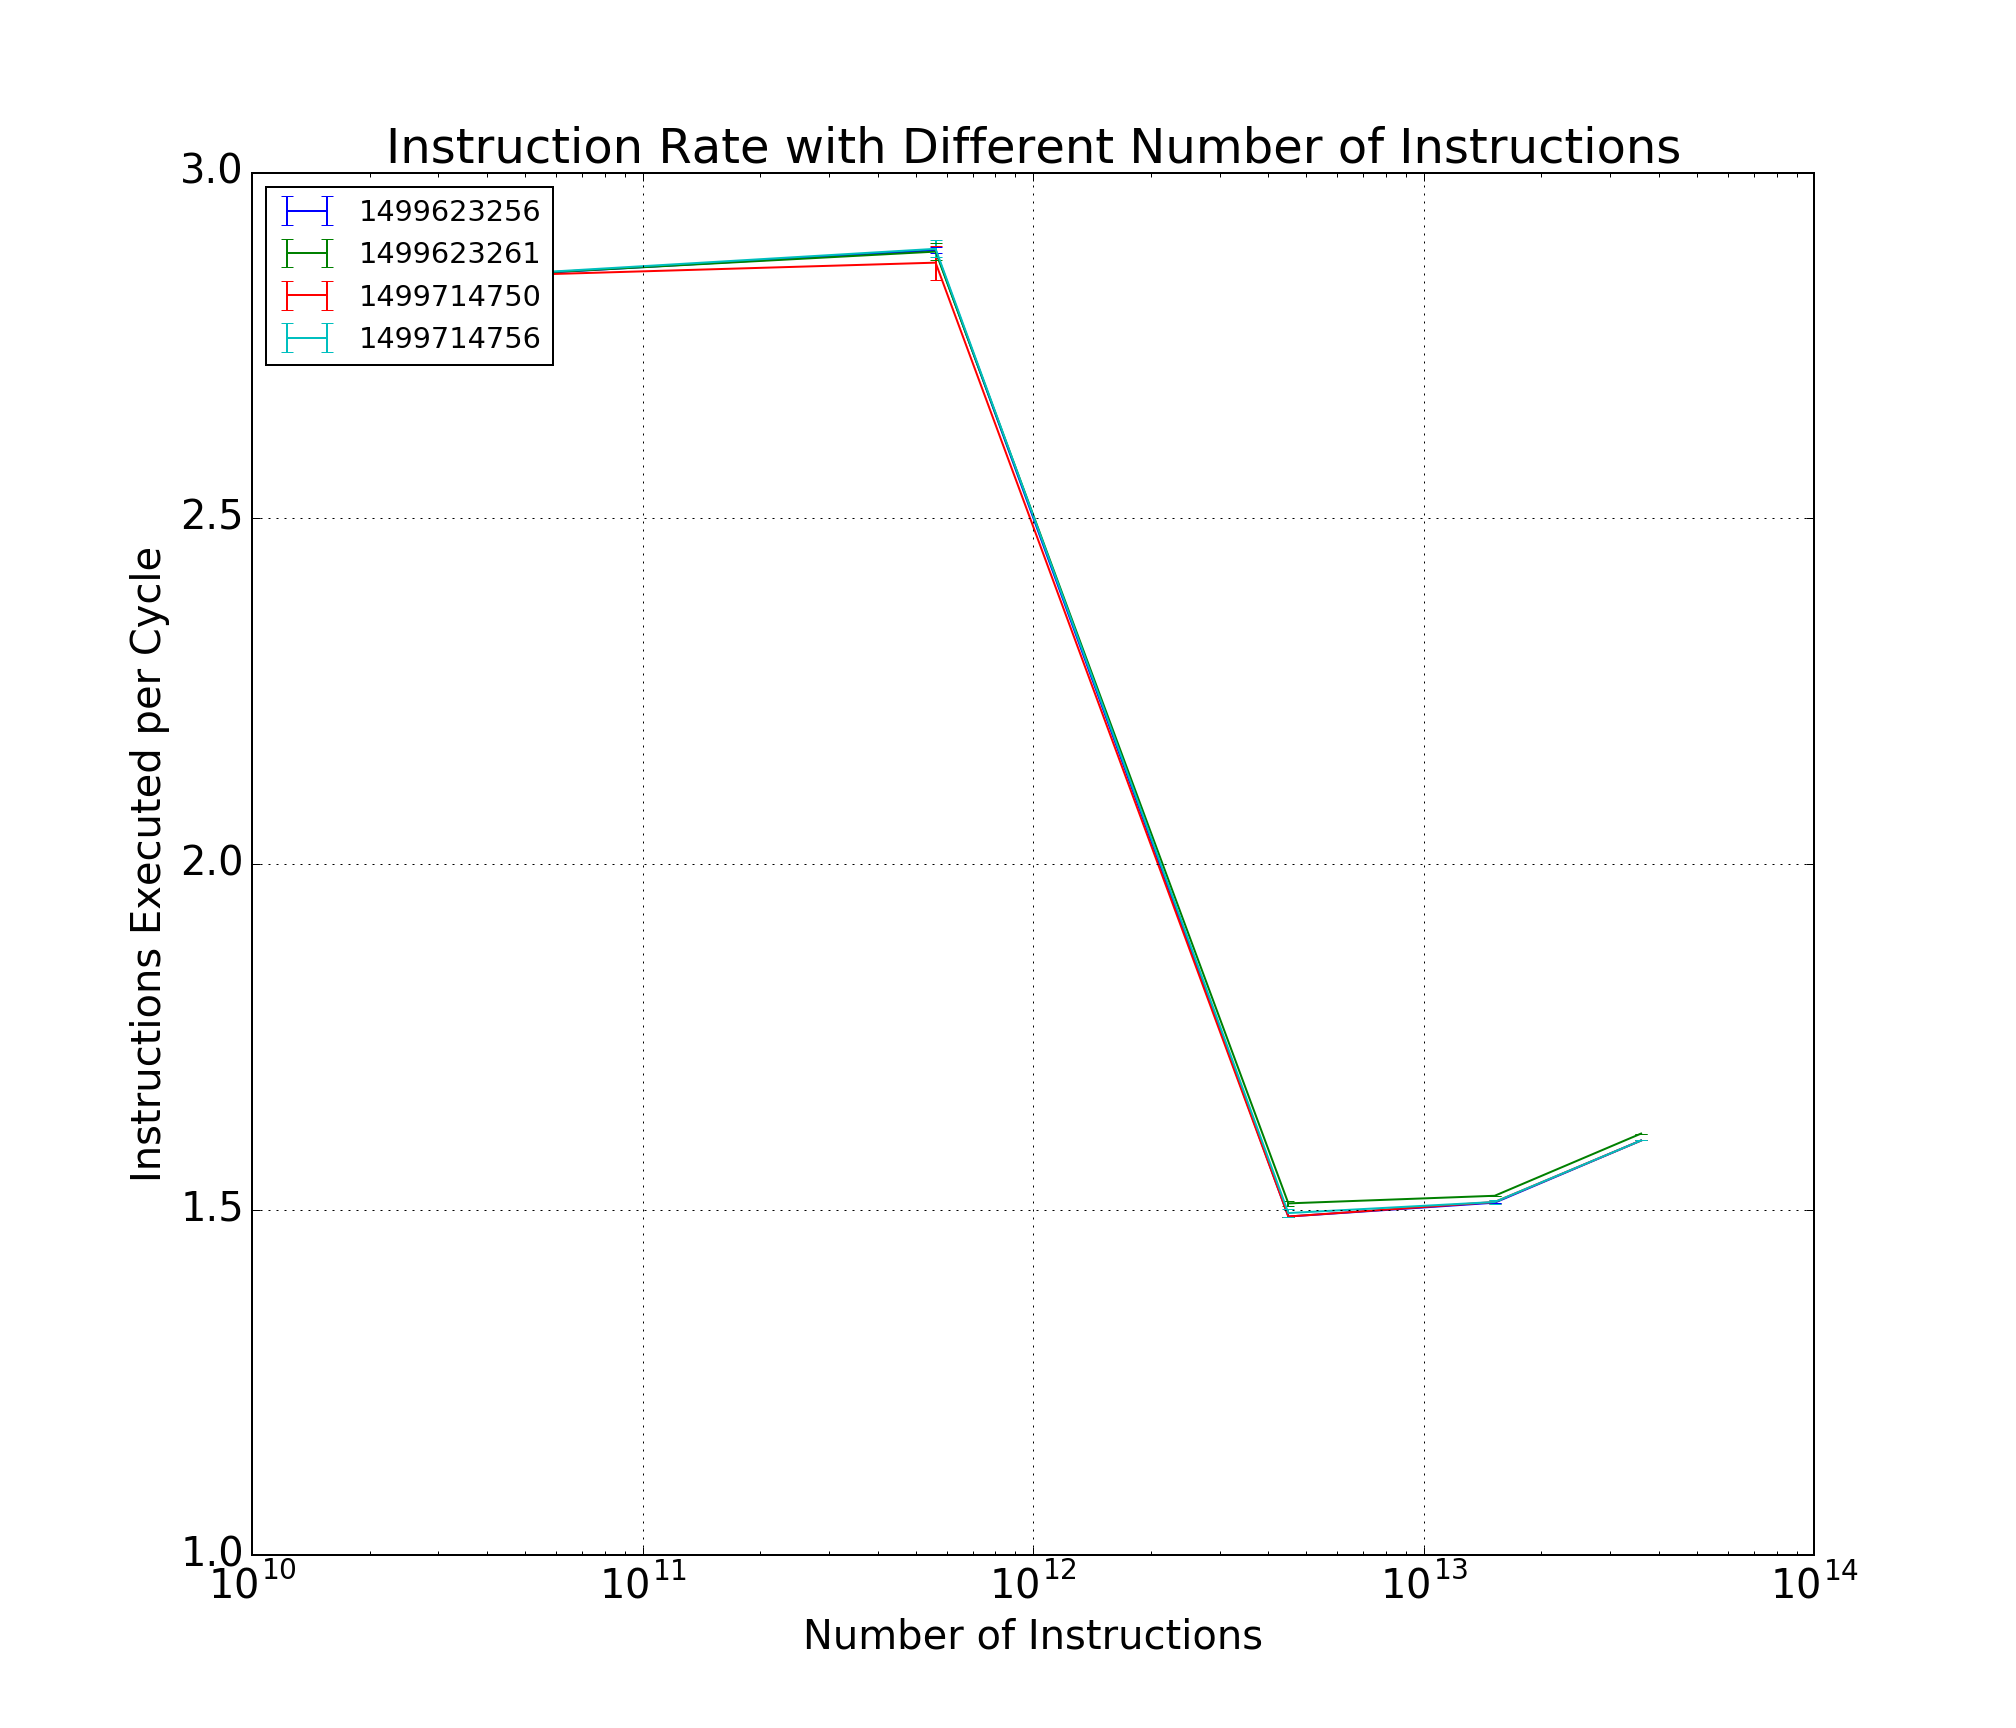 Instruction Rate with Different Number of Instructions
3.0
1499623256
1499623261
1499714750
1499714756
2.5
2.0
1.5
1.0
Instructions Executed per Cycle
10^10 10^11 10^12 10^13 10^14
Number of Instructions